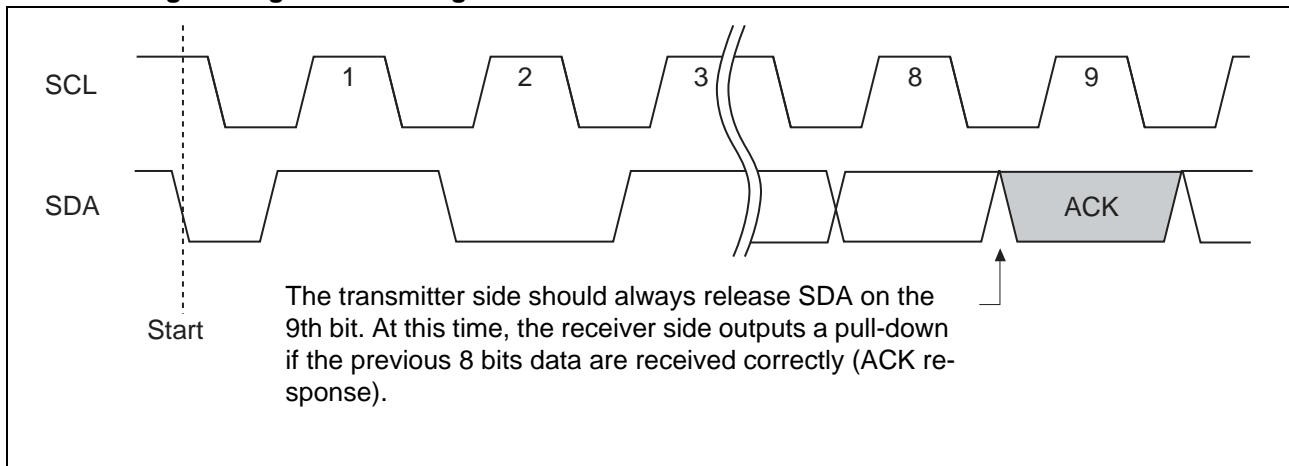 SCL
1
2
3
8
9
SDA
ACK
Start
The transmitter side should always release SDA on the
9th bit. At this time, the receiver side outputs a pull-down
if the previous 8 bits data are received correctly (ACK re-
sponse).